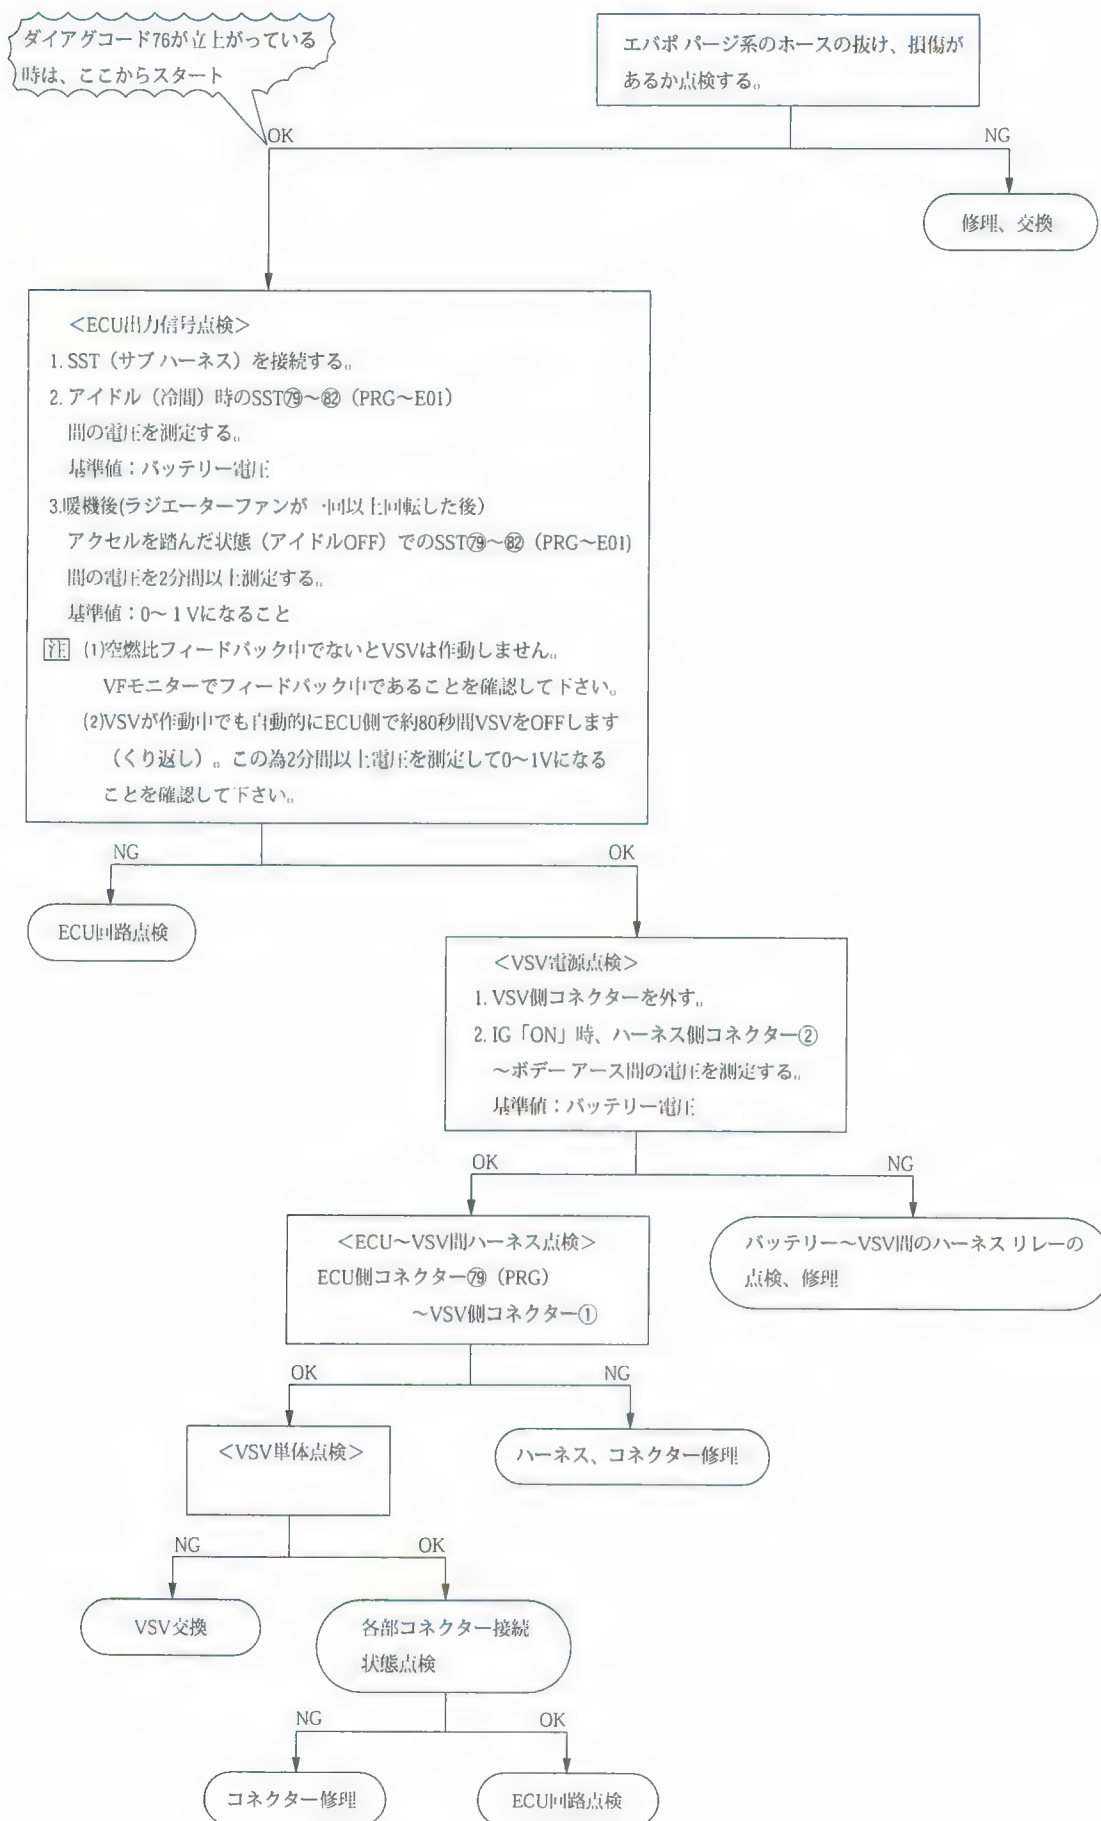 ダイアグコード76が立上がっている
時は、ここからスタート
エバポ パージ系のホースの抜け、損傷が
あるか点検する。
OK
NG
修理、交換
<ECU出力信号点検>
1. SST（サブ ハーネス）を接続する。
2. アイドル（冷間）時のSST㊆〜82（PRG〜E01）
間の電圧を測定する。
基準値：バッテリー電圧
3.暖機後(ラジエーターファンが一回以上回転した後）
アクセルを踏んだ状態（アイドルOFF）でのSST79〜82（PRG〜E01)
間の電圧を2分間以上測定する。
基準値：0〜1Vになること
注 (1)空燃比フィードバック中でないとVSVは作動しません。
VFモニターでフィードバック中であることを確認して下さい。
(2)VSVが作動中でも自動的にECU側で約80秒間VSVをOFFします
（くり返し）。この為2分間以上電圧を測定して0〜1Vになる
ことを確認して下さい。
NG
OK
ECU回路点検
<VSV電源点検>
1. VSV側コネクターを外す。
2. IG「ON」時、ハーネス側コネクター②
〜ボデー アース間の電圧を測定する。
基準値：バッテリー電圧
OK
NG
<ECU〜VSV間ハーネス点検>
ECU側コネクター79（PRG）
〜VSV側コネクター①
バッテリー〜VSV間のハーネス リレーの
点検、修理
OK
NG
<VSV単体点検>
ハーネス、コネクター修理
NG
OK
VSV交換
各部コネクター接続
状態点検
NG
OK
コネクター修理
ECU回路点検